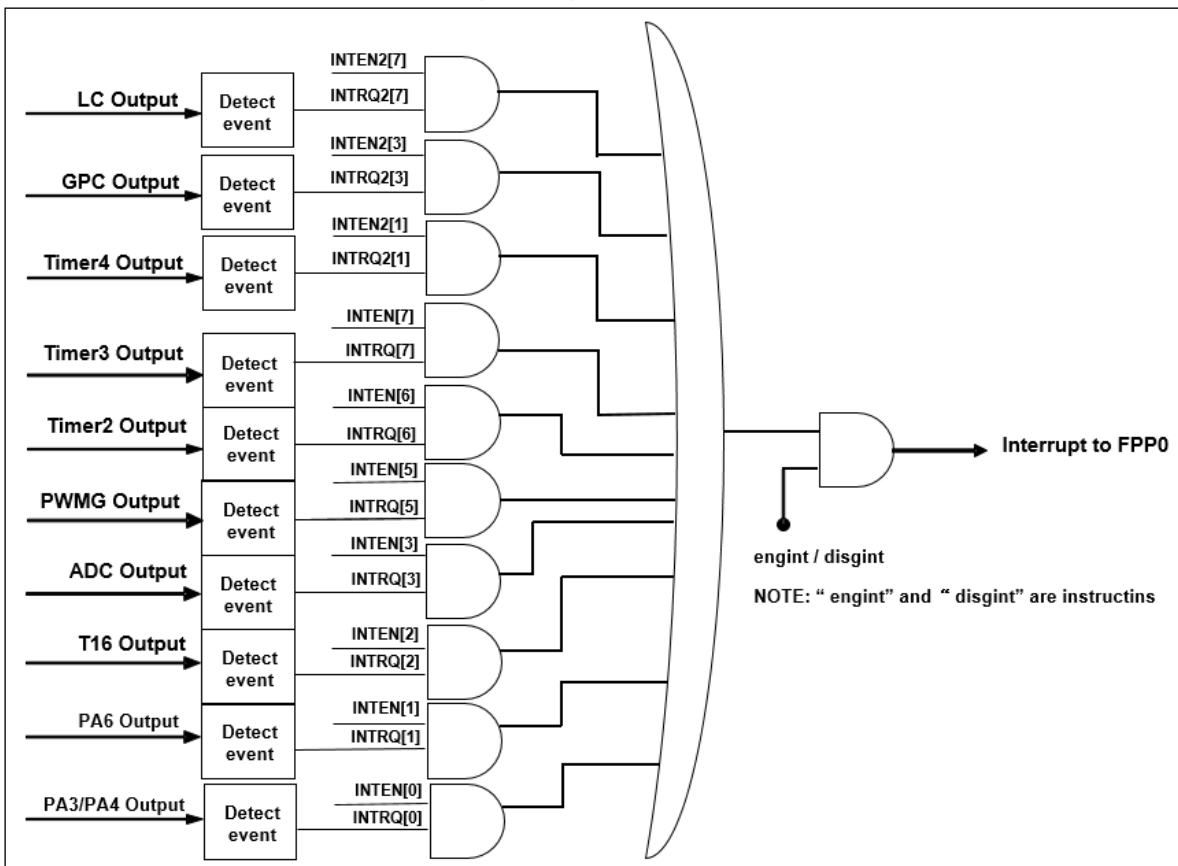 INTEN2[7]
LC Output
Detect
event
INTRQ2[7]
INTEN2[3]
GPC Output
Detect
event
INTRQ2[3]
INTEN2[1]
Timer4 Output
Detect
event
INTRQ2[1]
INTEN[7]
Timer3 Output
Detect
event
INTRQ[7]
INTEN[6]
Timer2 Output
Detect
event
INTRQ[6]
INTEN[5]
PWMG Output
Detect
event
INTRQ[5]
INTEN[3]
ADC Output
Detect
event
INTRQ[3]
INTEN[2]
T16 Output
Detect
event
INTRQ[2]
INTEN[1]
PA6 Output
Detect
event
INTRQ[1]
INTEN[0]
PA3/PA4 Output
Detect
event
INTRQ[0]
Interrupt to FPP0
engint / disgint
NOTE: “ engint” and “ disgint” are instructins